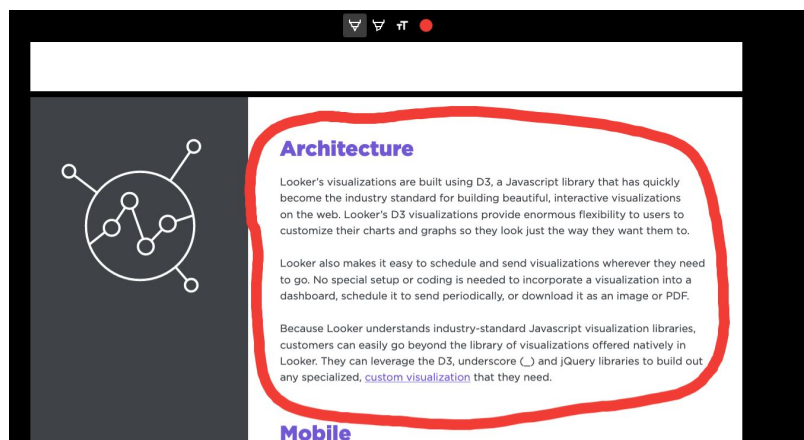 TT
Architecture
Looker's visualizations are built using D3, a Javascript library that has quickly
become the industry standard for building beautiful, interactive visualizations
on the web. Looker's D3 visualizations provide enormous flexibility to users to
customize their charts and graphs so they look just the way they want them to.
Looker also makes it easy to schedule and send visualizations wherever they need
to go. No special setup or coding is needed to incorporate a visualization into a
dashboard, schedule it to send periodically, or download it as an image or PDF.
Because Looker understands industry-standard Javascript visualization libraries,
customers can easily go beyond the library of visualizations offered natively in
Looker. They can leverage the D3, underscore (_) and jQuery libraries to build out
any specialized, custom visualization that they need.
Mobile